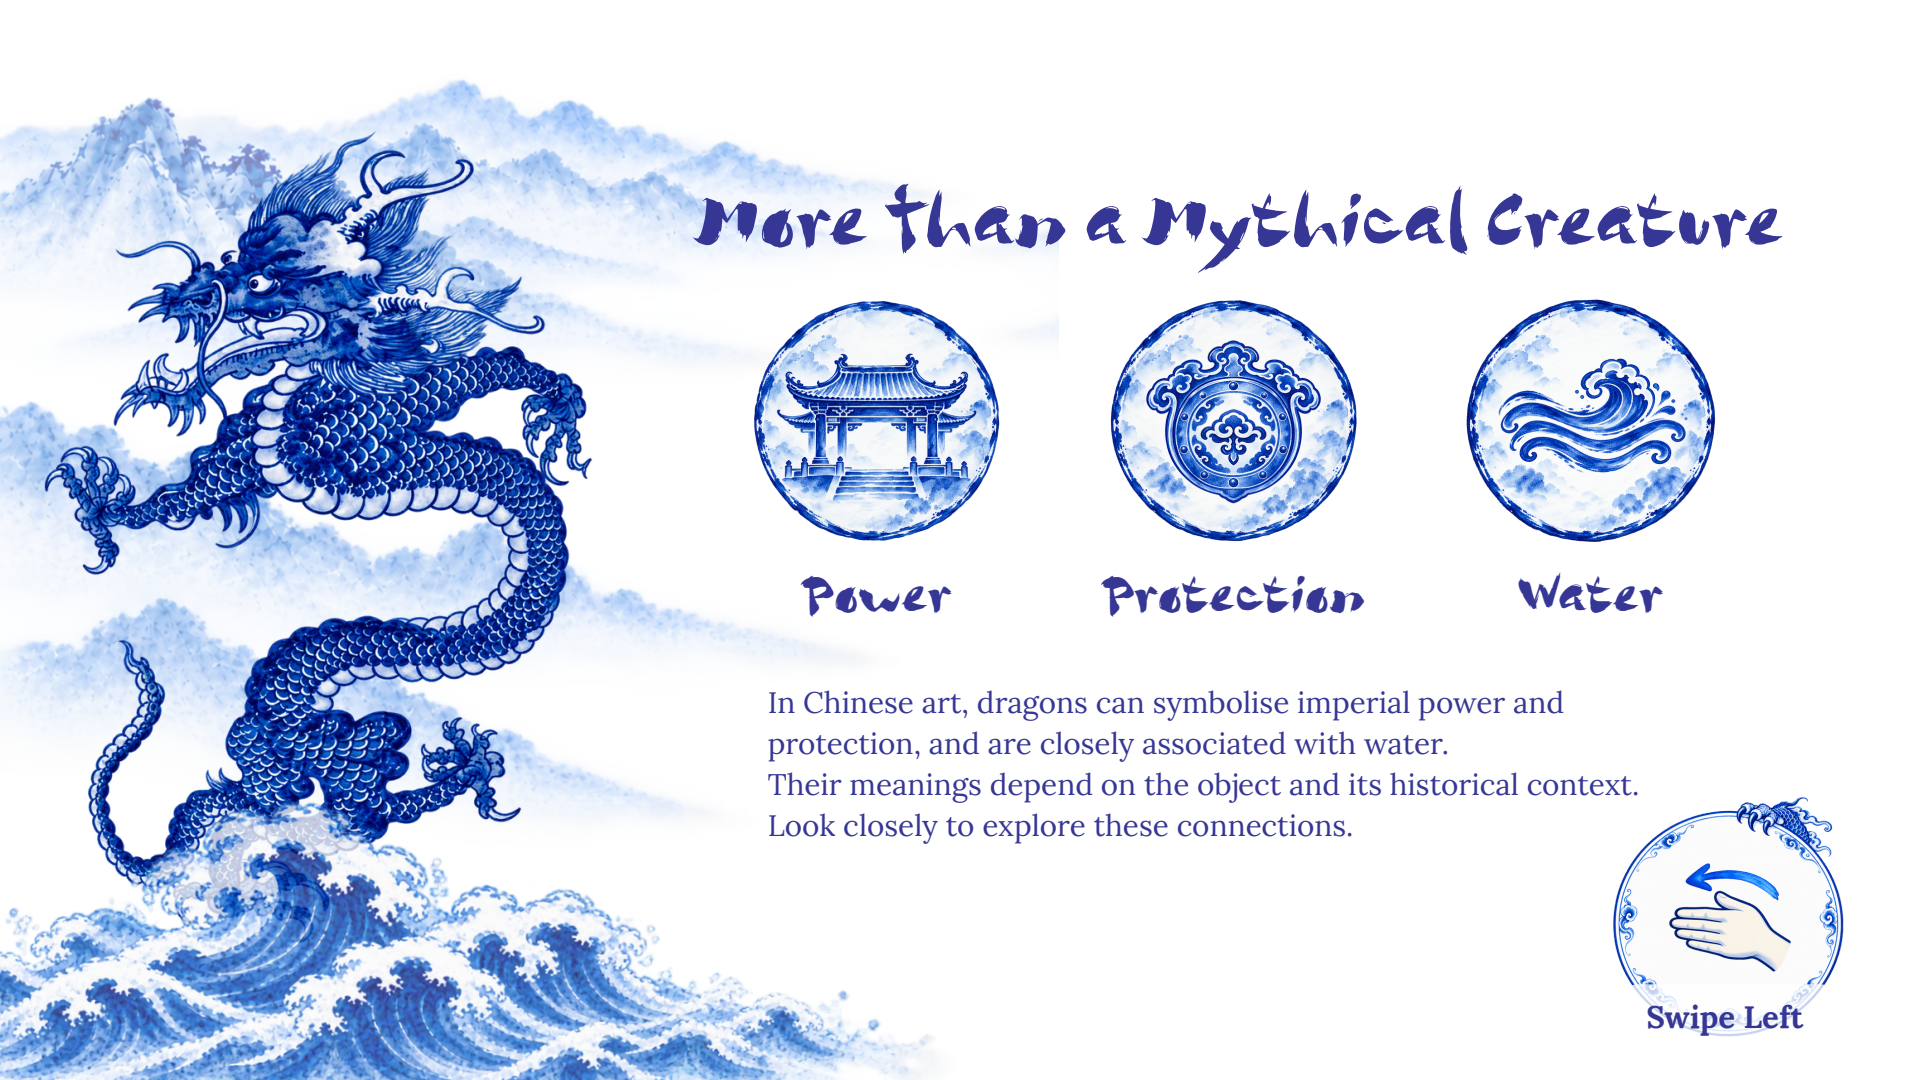 More than a Mythical Creature
Power
Protection
Water
In Chinese art, dragons can symbolise imperial power and
protection, and are closely associated with water.
Their meanings depend on the object and its historical context.
Look closely to explore these connections.
Swipe Left